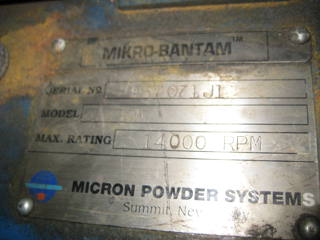 MIKRO-BANTAM™
SERIAL NO.
MODEL
MAX. RATING 14000 RPM
MICRON POWDER SYSTEMS
Summit, New